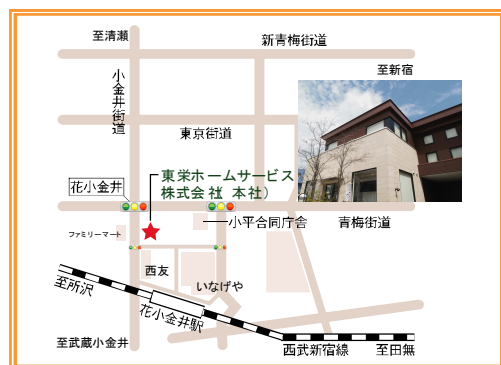 至清瀬
新青梅街道
至新宿
小金井街道
東京街道
東栄ホームサービス
株式会社( 本社)
花小金井
小平合同庁舎
青梅街道
ファミリーマート
西友
いなげや
至所沢
花小金井駅
至武蔵小金井
西武新宿線
至田無